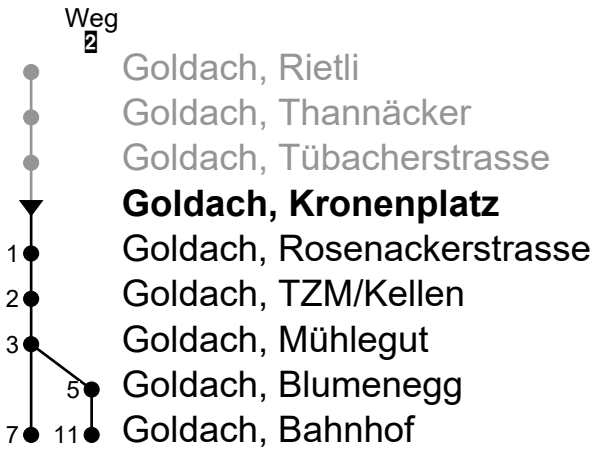 Weg
2
Goldach, Rietli
Goldach, Thannäcker
Goldach, Tübacherstrasse
Goldach, Kronenplatz
1 Goldach, Rosenackerstrasse
2 Goldach, TZM/Kellen
3 Goldach, Mühlegut
5 Goldach, Blumenegg
7 11 Goldach, Bahnhof